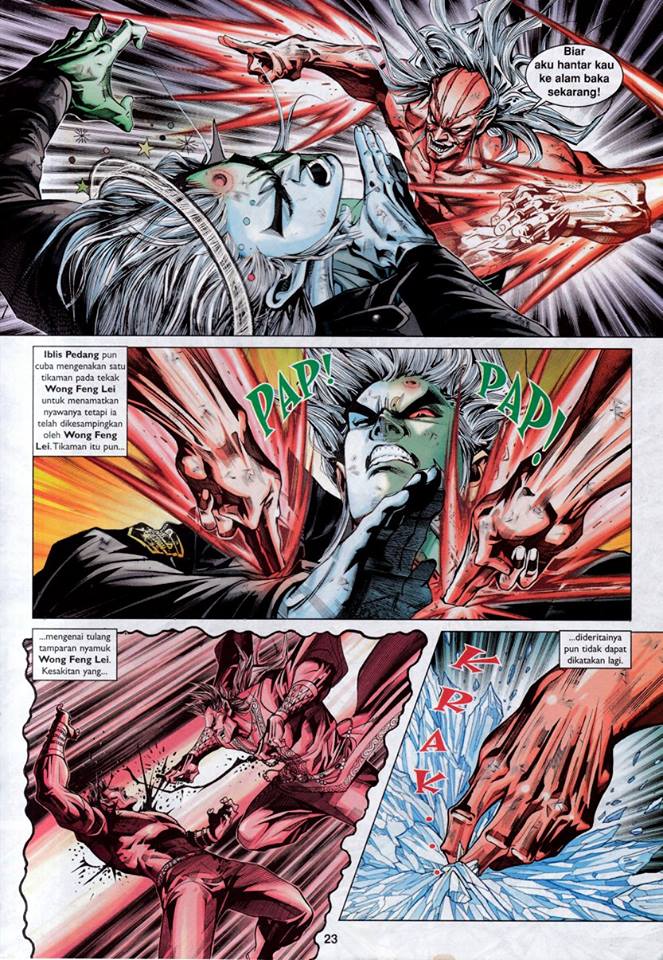 Biar
aku hantar kau
ke alam baka
sekarang!
Iblis Pedang pun
cuba mengenakan satu
tikaman pada tekak
Wong Feng Lei
untuk menamatkan
nyawanya tetapi ia
telah dikesampingkan
oleh Wong Feng
Lei. Tikaman itu pun...
PAP!
PAP!
...mengenai tulang
tamparan nyamuk
Wong Feng Lei.
Kesakitan yang...
...dideritainya
pun tidak dapat
dikatakan lagi.
KRAK....
23